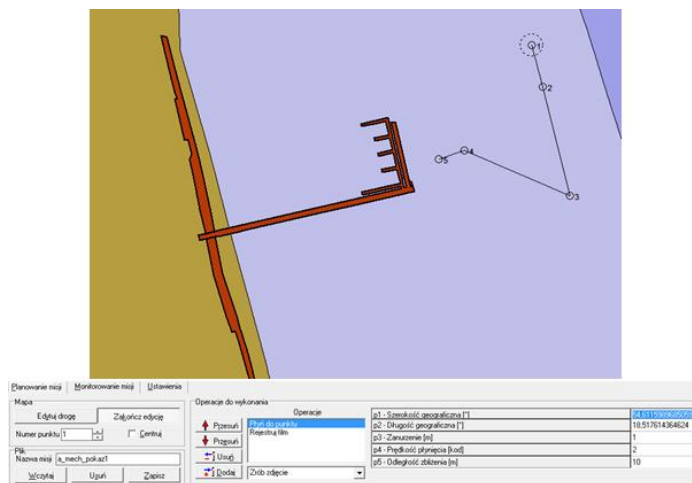 1
2
3
4
5
Planowanie misji Monitorowanie misji Ustawienia
Mapa
Edytuj drogę Zakończ edycję
Numer punktu 1 Centruj
Plik
Nazwa misji a_mech_pokaz1
Wczytaj Usuń Zapisz
Operacje do wykonania
Przesuń
Przesuń
Usuń
Dodaj
Operacje
Płyń do punktu
Rejestruj film
Zrób zdjęcie
p1 - Szerokość geograficzna [°]
p2 - Długość geograficzna [°] 18,517614364624
p3 - Zanurzenie [m] 1
p4 - Prędkość płynięcia [kod] 2
p5 - Odległość zbliżenia [m] 10